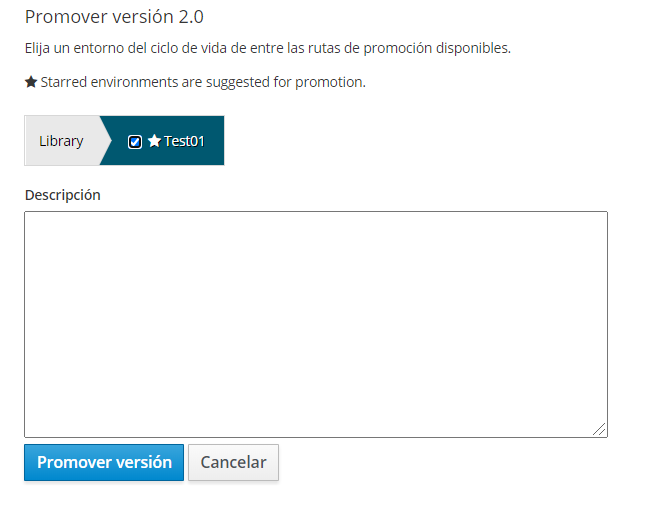 Promover versión 2.0
Elija un entorno del ciclo de vida de entre las rutas de promoción disponibles.
★ Starred environments are suggested for promotion.
Library ★ Test01
Descripción
Promover versión Cancelar